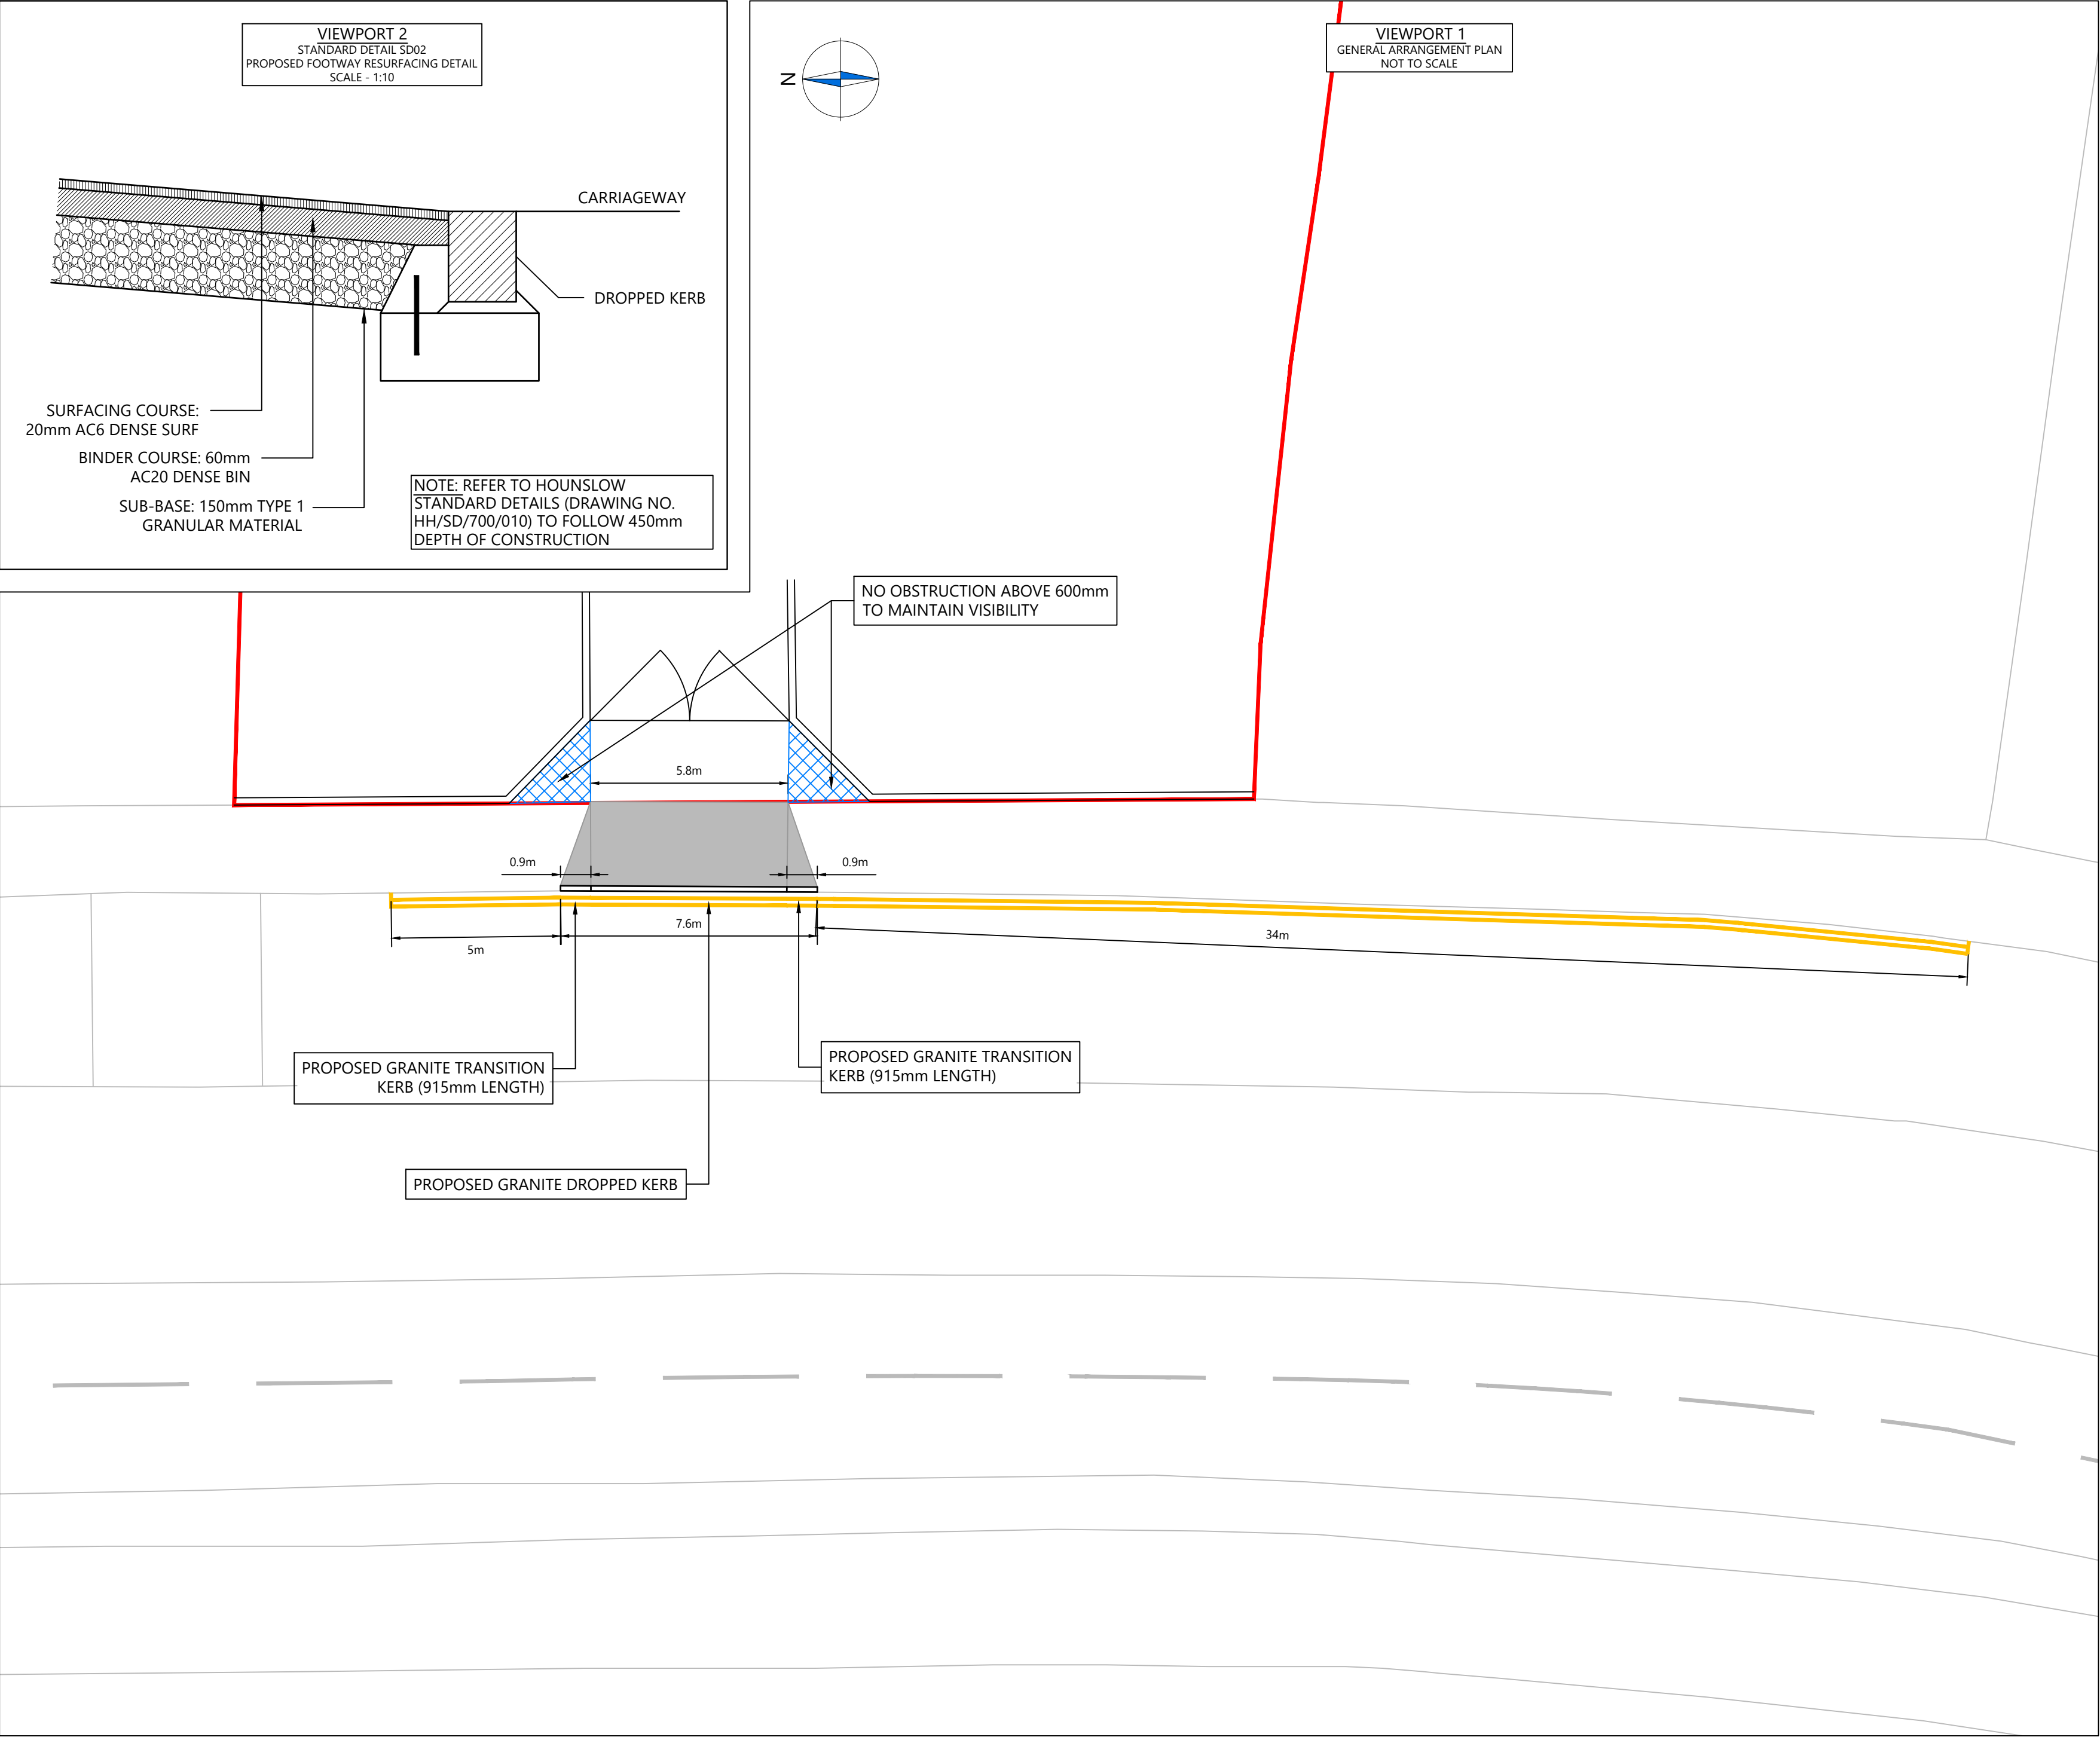 VIEWPORT 2
STANDARD DETAIL SD02
PROPOSED FOOTWAY RESURFACING DETAIL
SCALE - 1:10
CARRIAGEWAY
DROPPED KERB
SURFACING COURSE:
20mm AC6 DENSE SURF
BINDER COURSE: 60mm
AC20 DENSE BIN
SUB-BASE: 150mm TYPE 1
GRANULAR MATERIAL
NOTE: REFER TO HOUNSLOW
STANDARD DETAILS (DRAWING NO.
HH/SD/700/010) TO FOLLOW 450mm
DEPTH OF CONSTRUCTION
N
VIEWPORT 1
GENERAL ARRANGEMENT PLAN
NOT TO SCALE
NO OBSTRUCTION ABOVE 600mm
TO MAINTAIN VISIBILITY
5.8m
0.9m
0.9m
7.6m
5m
34m
PROPOSED GRANITE TRANSITION
KERB (915mm LENGTH)
PROPOSED GRANITE TRANSITION
KERB (915mm LENGTH)
PROPOSED GRANITE DROPPED KERB